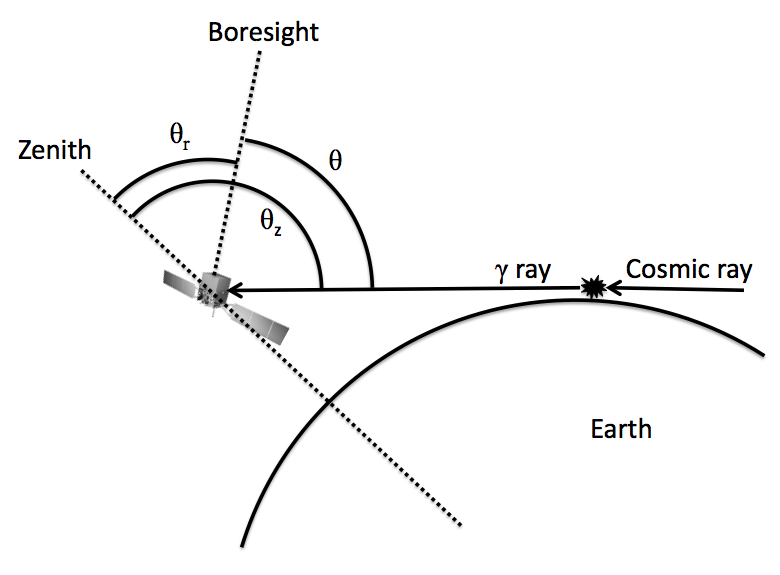 Boresight
Zenith
θr
θ
θz
γ ray
Cosmic ray
Earth